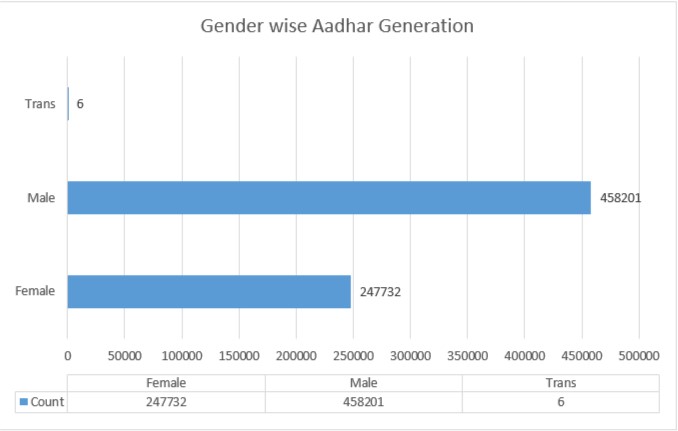 Gender wise Aadhar Generation
Trans 6
Male 458201
Female 247732
0 50000 100000 150000 200000 250000 300000 350000 400000 450000 500000
Female Male Trans
Count 247732 458201 6